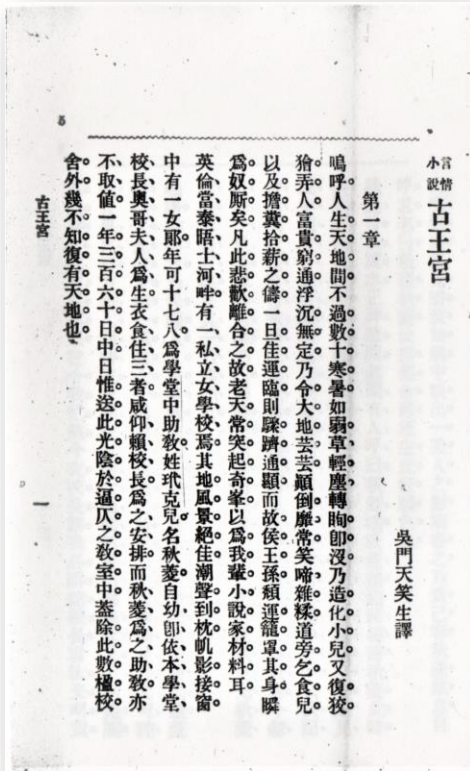 言情小說
古王宮
吳門天笑生譯
第一章
嗚呼人生天地間不過數十寒暑如弱草輕塵轉眴卽沒乃造化小兒又復狡
獪弄人富貴窮通浮沉無定乃令大地芸芸顚倒靡常笑啼雜糅道旁乞食兒
以及擔糞拾薪之儔一旦佳運臨則驟躋通顯而故侯王孫頹運籠罩其身瞬
爲奴厮矣凡此悲歡離合之故老天常突起奇峯以爲我輩小說家材料耳
英倫當泰晤士河畔有一私立女學校焉其地風景絕佳潮聲到枕帆影接窗
中有一女郞年可十七八爲學堂中助敎姓玳克兒名秋菱自幼卽依本學堂
校長奧哥夫人爲生衣食住三者咸仰賴校長爲之安排而秋菱爲之助敎亦
不取値一年三百六十日中日惟送此光陰於逼仄之敎室中葢除此數楹校
舍外幾不知復有天地也
古王宮
一